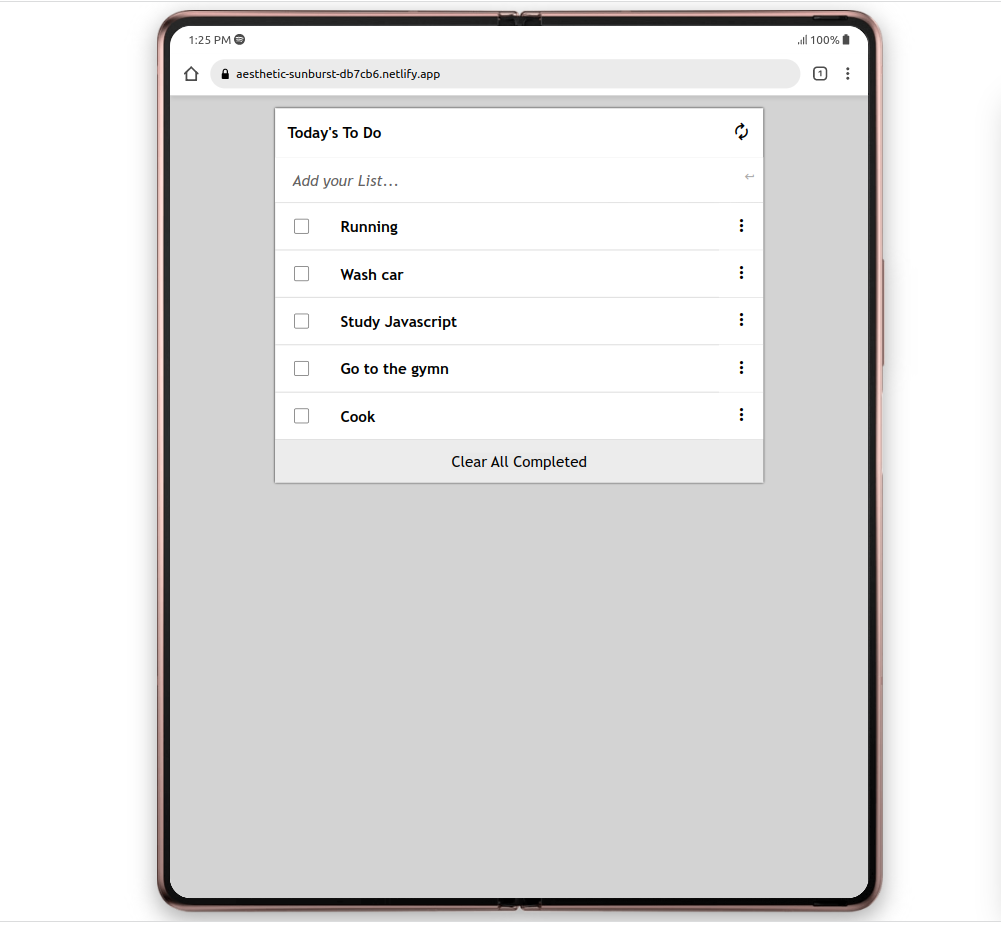 1:25 PM
100%
aesthetic-sunburst-db7cb6.netlify.app
1
Today's To Do
Add your List...
Running
Wash car
Study Javascript
Go to the gymn
Cook
Clear All Completed